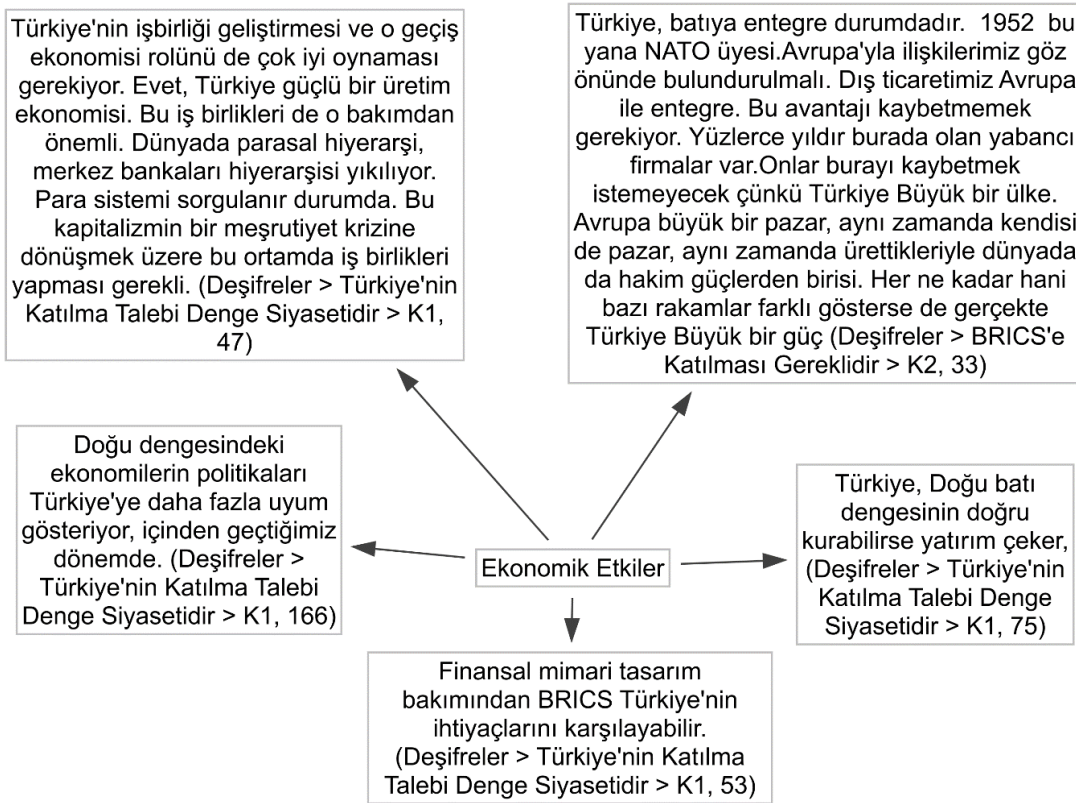 Türkiye'nin işbirliği geliştirmesi ve o geçiş
ekonomisi rolünü de çok iyi oynaması
gerekiyor. Evet, Türkiye güçlü bir üretim
ekonomisi. Bu iş birlikleri de o bakımdan
önemli. Dünyada parasal hiyerarşi,
merkez bankaları hiyerarşisi yıkılıyor.
Para sistemi sorgulanır durumda. Bu
kapitalizmin bir meşrutiyet krizine
dönüşmek üzere bu ortamda iş birlikleri
yapması gerekli. (Deşifreler > Türkiye'nin
Katılma Talebi Denge Siyasetidir > K1,
47)
Türkiye, batıya entegre durumdadır. 1952 bu
yana NATO üyesi.Avrupa'yla ilişkilerimiz göz
önünde bulundurulmalı. Dış ticaretimiz Avrupa
ile entegre. Bu avantajı kaybetmemek
gerekiyor. Yüzlerce yıldır burada olan yabancı
firmalar var.Onlar burayı kaybetmek
istemeyecek çünkü Türkiye Büyük bir ülke.
Avrupa büyük bir pazar, aynı zamanda kendisi
de pazar, aynı zamanda ürettikleriyle dünyada
da hakim güçlerden birisi. Her ne kadar hani
bazı rakamlar farklı gösterse de gerçekte
Türkiye Büyük bir güç (Deşifreler > BRICS'e
Katılması Gereklidir > K2, 33)
Doğu dengesindeki
ekonomilerin politikaları
Türkiye'ye daha fazla uyum
gösteriyor, içinden geçtiğimiz
dönemde. (Deşifreler >
Türkiye'nin Katılma Talebi
Denge Siyasetidir > K1, 166)
Ekonomik Etkiler
Türkiye, Doğu batı
dengesinin doğru
kurabilirse yatırım çeker,
(Deşifreler > Türkiye'nin
Katılma Talebi Denge
Siyasetidir > K1, 75)
Finansal mimari tasarım
bakımından BRICS Türkiye'nin
ihtiyaçlarını karşılayabilir.
(Deşifreler > Türkiye'nin Katılma
Talebi Denge Siyasetidir > K1, 53)